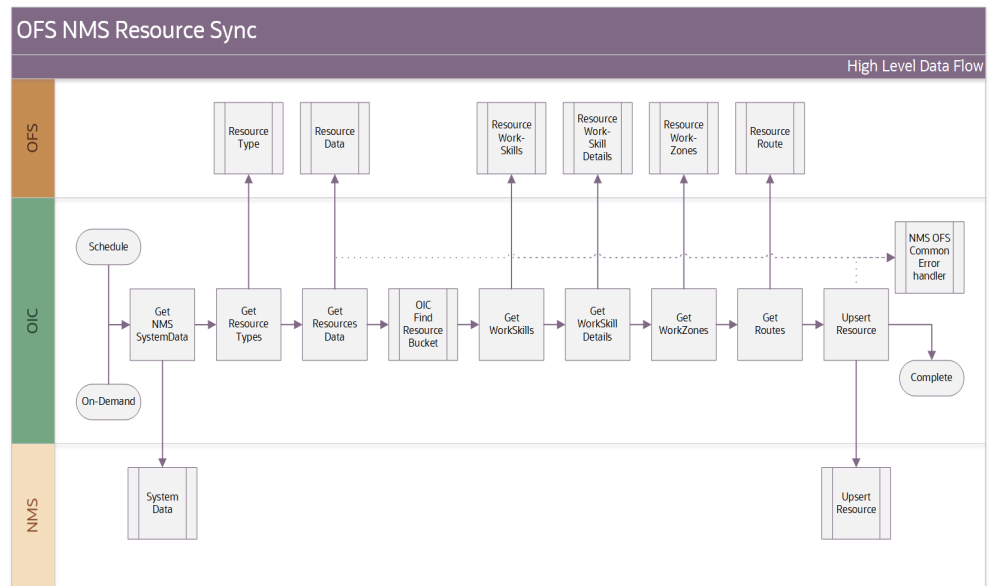 OFS NMS Resource Sync
High Level Data Flow
OFS
Resource
Type
Resource
Data
Resource
Work-
Skills
Resource
Work-
Skill
Details
Resource
Work-
Zones
Resource
Route
OIC
Schedule
NMS OFS
Common
Error
handler
Get
NMS
SystemData
Get
Resource
Types
Get
Resources
Data
OIC
Find
Resource
Bucket
Get
WorkSkills
Get
WorkSkill
Details
Get
WorkZones
Get
Routes
Upsert
Resource
Complete
On-Demand
NMS
System
Data
Upsert
Resource